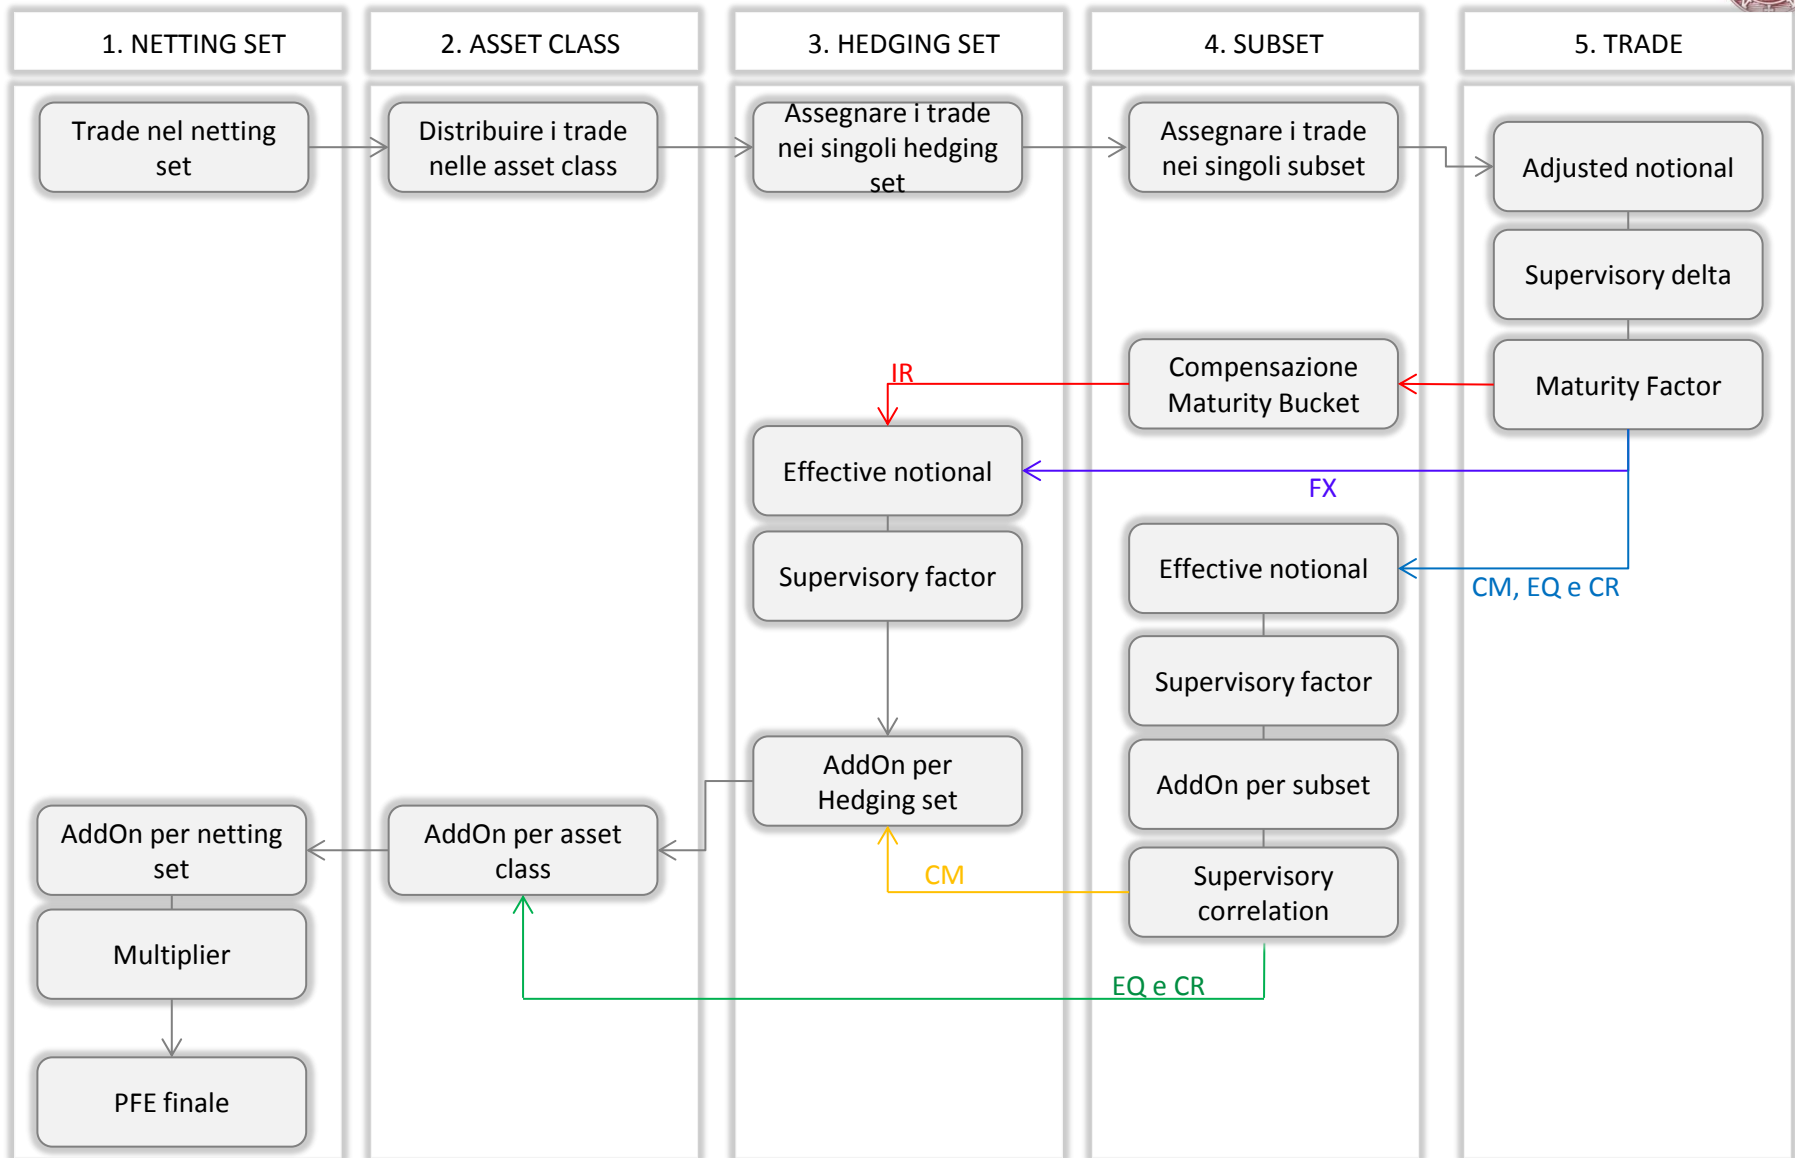 1. NETTING SET
2. ASSET CLASS
3. HEDGING SET
4. SUBSET
5. TRADE
Trade nel netting
set
Distribuire i trade
nelle asset class
Assegnare i trade
nei singoli hedging
set
Assegnare i trade
nei singoli subset
Adjusted notional
Supervisory delta
Maturity Factor
Compensazione
Maturity Bucket
IR
Effective notional
FX
Supervisory factor
Effective notional
CM, EQ e CR
Supervisory factor
AddOn per
Hedging set
AddOn per subset
AddOn per netting
set
AddOn per asset
class
CM
Supervisory
correlation
Multiplier
EQ e CR
PFE finale